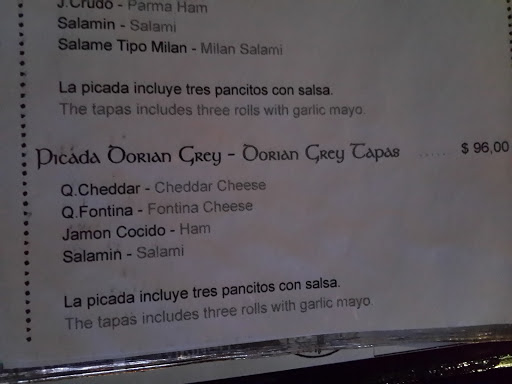 J.Crudo - Parma Ham
Salamin - Salami
Salame Tipo Milan - Milan Salami
La picada incluye tres pancitos con salsa.
The tapas includes three rolls with garlic mayo.
Picada Dorian Grey - Dorian Grey Tapas ...... $ 96,00
Q.Cheddar - Cheddar Cheese
Q.Fontina - Fontina Cheese
Jamon Cocido - Ham
Salamin - Salami
La picada incluye tres pancitos con salsa.
The tapas includes three rolls with garlic mayo.